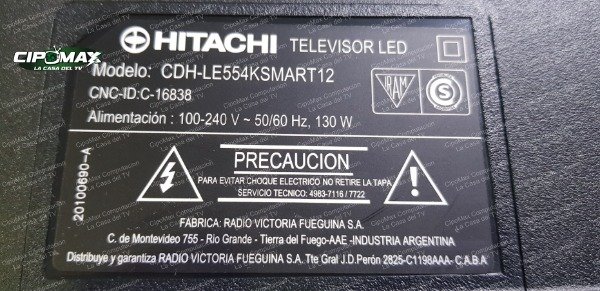 CIPOMAX
LA CASA DEL TV
HITACHI TELEVISOR LED
Modelo: CDH-LE554KSMART12
CNC-ID:C-16838
Alimentación : 100-240 V ~ 50/60 Hz, 130 W
IRAM
S
20100690-A
PRECAUCION
PARA EVITAR CHOQUE ELECTRICO NO RETIRE LA TAPA
SERVICIO TECNICO: 4983-7116 / 7722
FABRICA: RADIO VICTORIA FUEGUINA S.A.
C. de Montevideo 755 - Rio Grande - Tierra del Fuego-AAE -INDUSTRIA ARGENTINA
Distribuye y garantiza RADIO VICTORIA FUEGUINA S.A. Tte Gral J.D.Perón 2825-C1198AAA- C.A.B.A